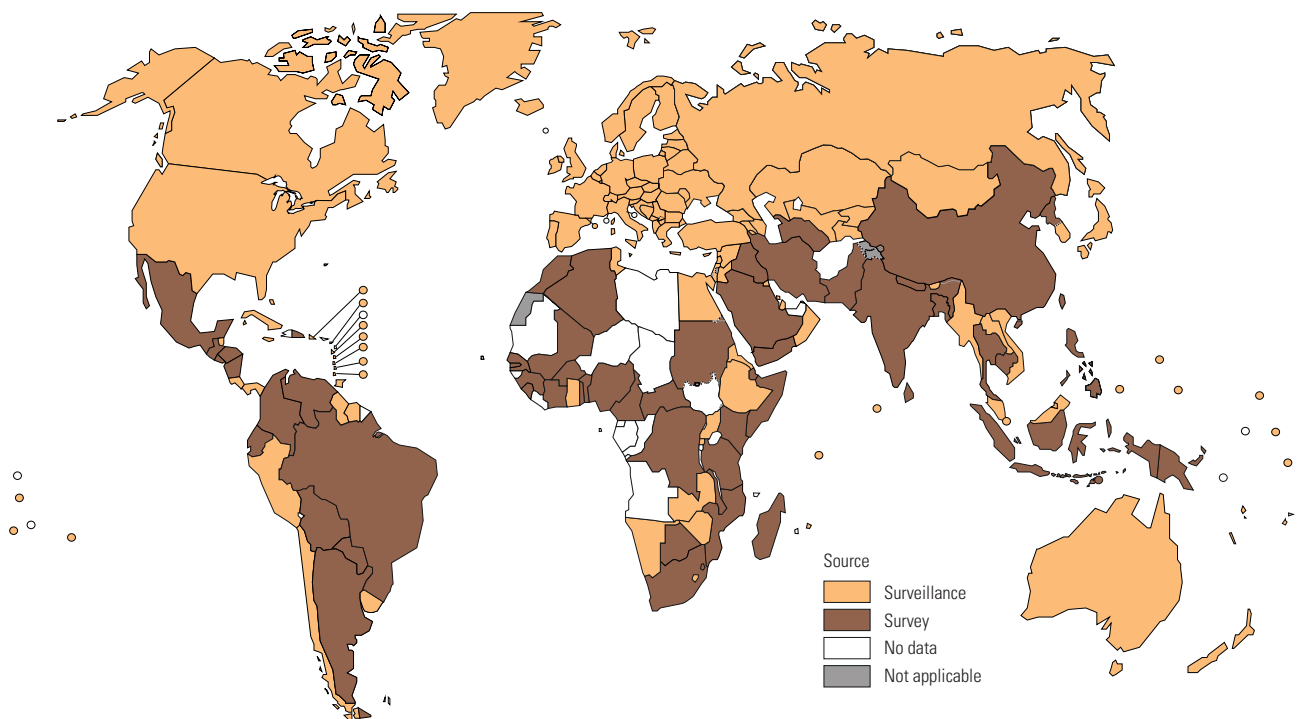 Source
Surveillance
Survey
No data
Not applicable